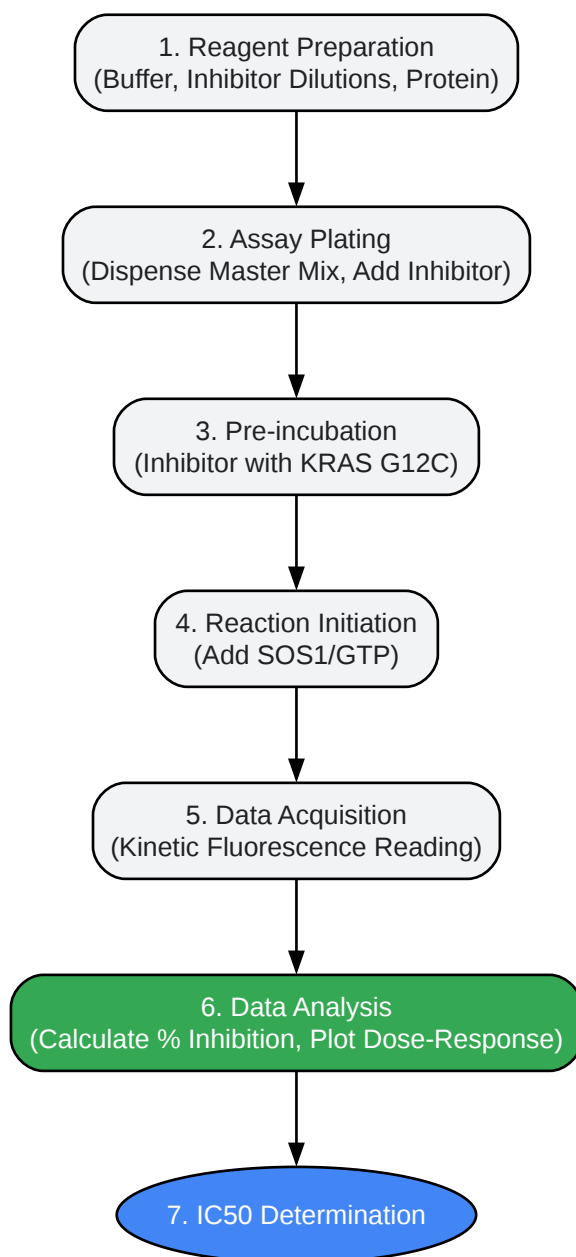 1. Reagent Preparation
(Buffer, Inhibitor Dilutions, Protein)
2. Assay Plating
(Dispense Master Mix, Add Inhibitor)
3. Pre-incubation
(Inhibitor with KRAS G12C)
4. Reaction Initiation
(Add SOS1/GTP)
5. Data Acquisition
(Kinetic Fluorescence Reading)
6. Data Analysis
(Calculate % Inhibition, Plot Dose-Response)
7. IC50 Determination